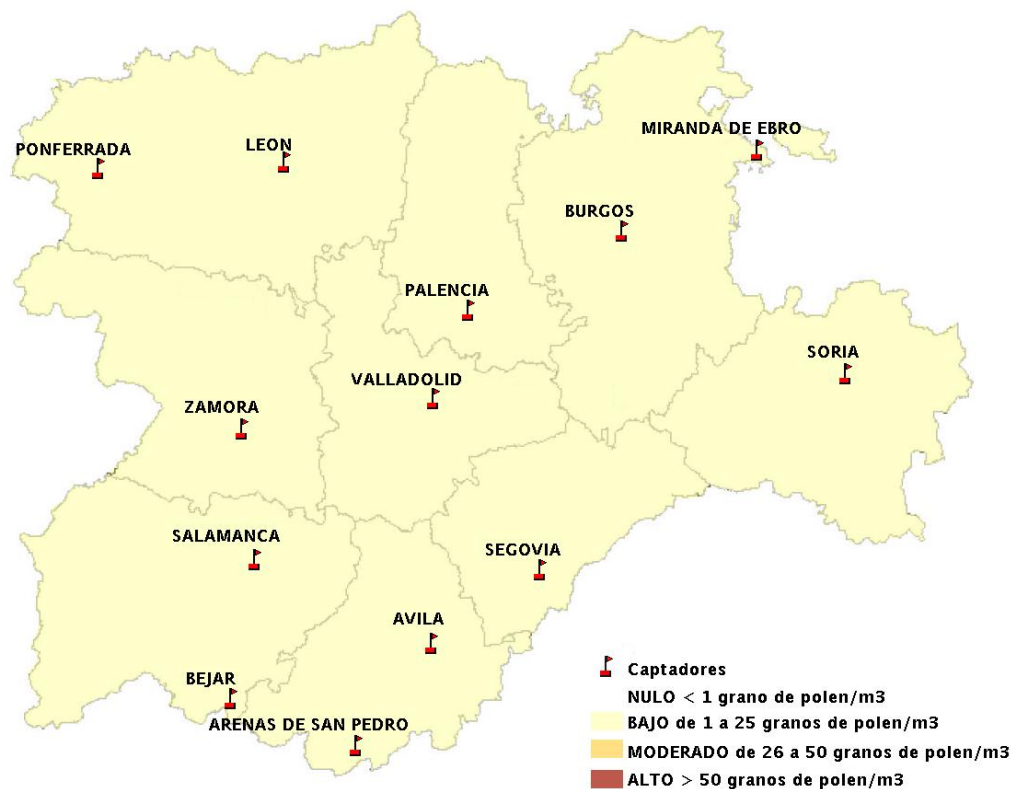 MIRANDA DE EBRO
PONFERRADA
LEON
BURGOS
PALENCIA
SORIA
VALLADOLID
ZAMORA
SALAMANCA
SEGOVIA
AVILA
BEJAR
ARENAS DE SAN PEDRO
Captadores
NULO < 1 grano de polen/m3
BAJO de 1 a 25 granos de polen/m3
MODERADO de 26 a 50 granos de polen/m3
ALTO > 50 granos de polen/m3